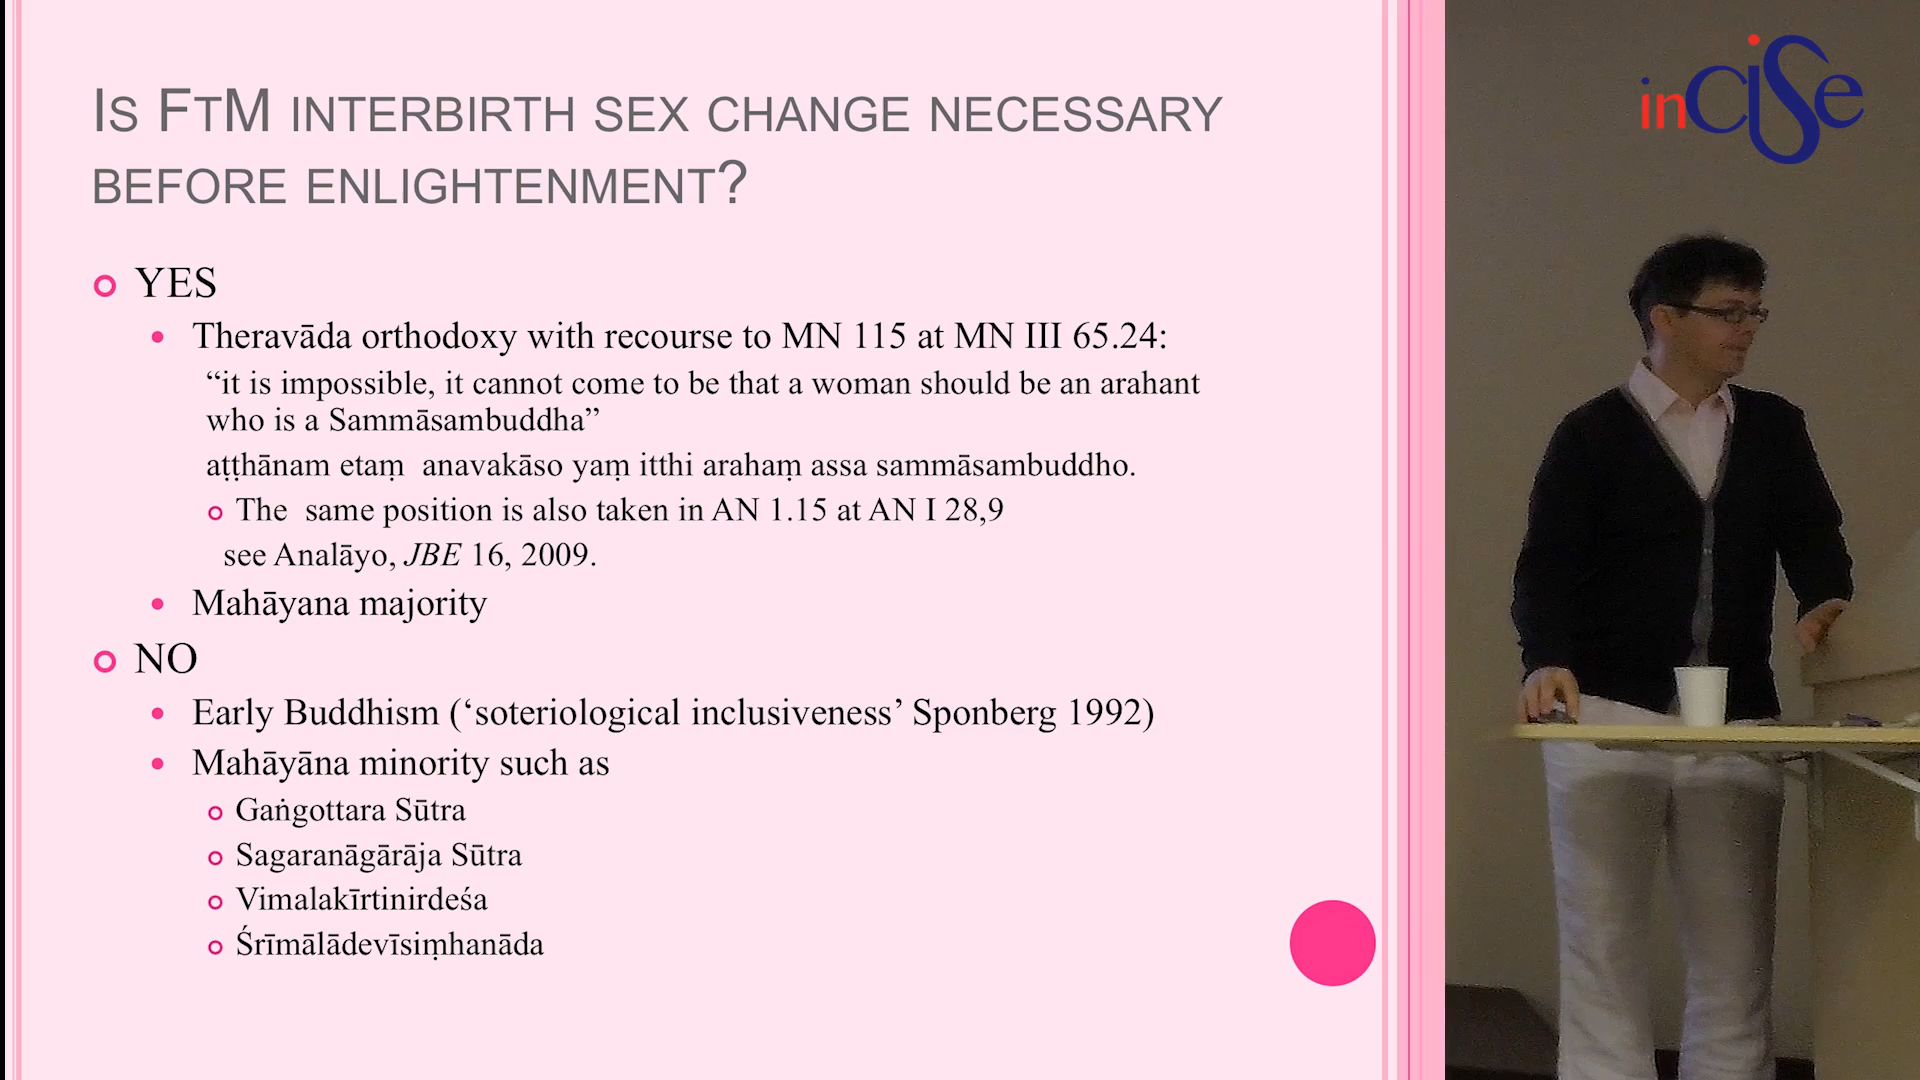 IS FTM INTERBIRTH SEX CHANGE NECESSARY
BEFORE ENLIGHTENMENT?
YES
Theravāda orthodoxy with recourse to MN 115 at MN III 65.24:
“it is impossible, it cannot come to be that a woman should be an arahant
who is a Sammāsambuddha”
aṭṭhānam etaṃ anavakāso yaṃ itthi arahaṃ assa sammāsambuddho.
The same position is also taken in AN 1.15 at AN I 28,9
see Analāyo, JBE 16, 2009.
Mahāyana majority
NO
Early Buddhism (‘soteriological inclusiveness’ Sponberg 1992)
Mahāyāna minority such as
Gaṅgottara Sūtra
Sagaranāgārāja Sūtra
Vimalakīrtinirdeśa
Śrīmālādevīsiṃhanāda
inCiSe